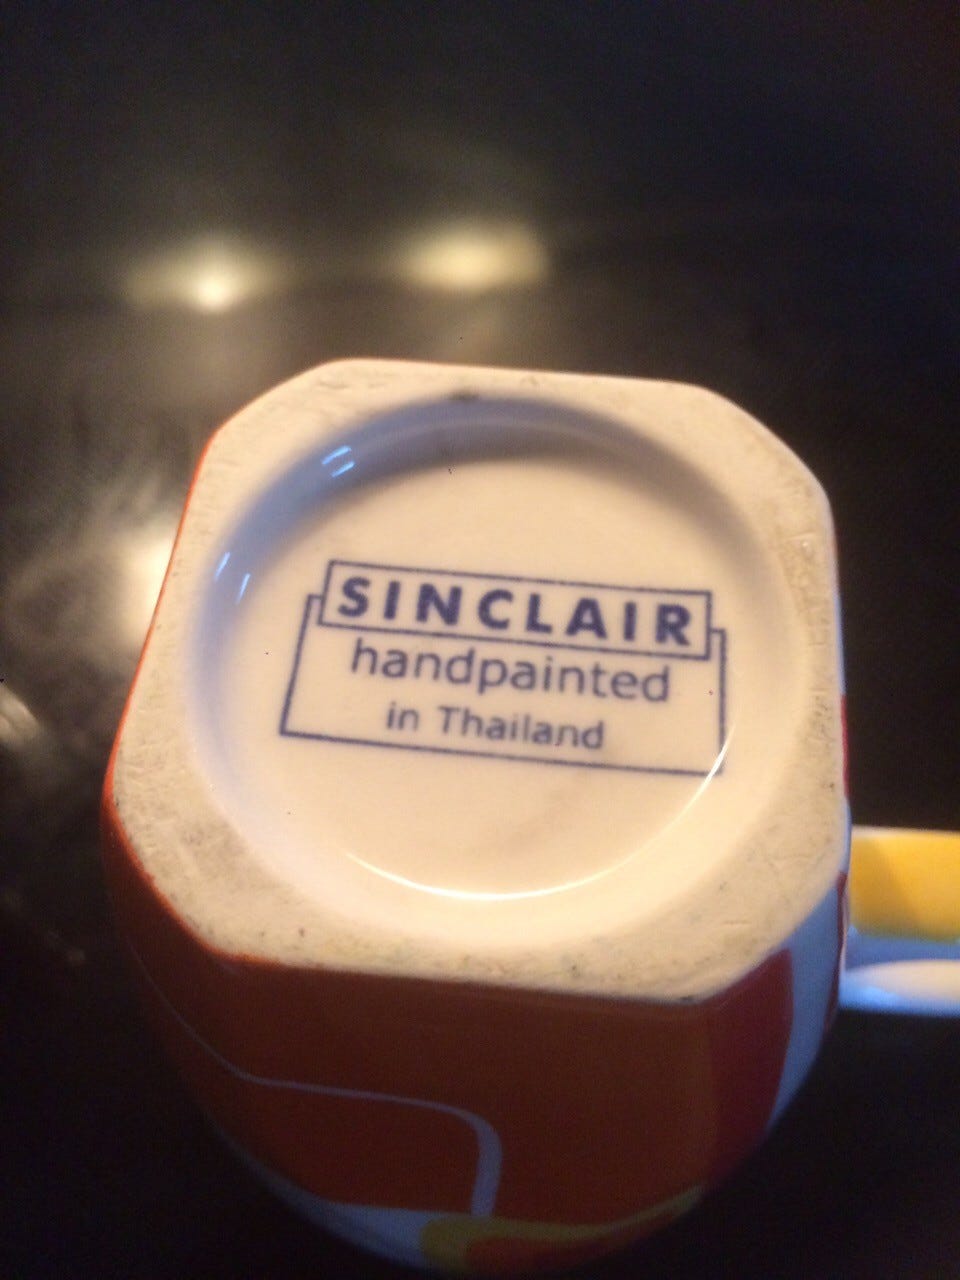 SINCLAIR
handpainted
in Thailand